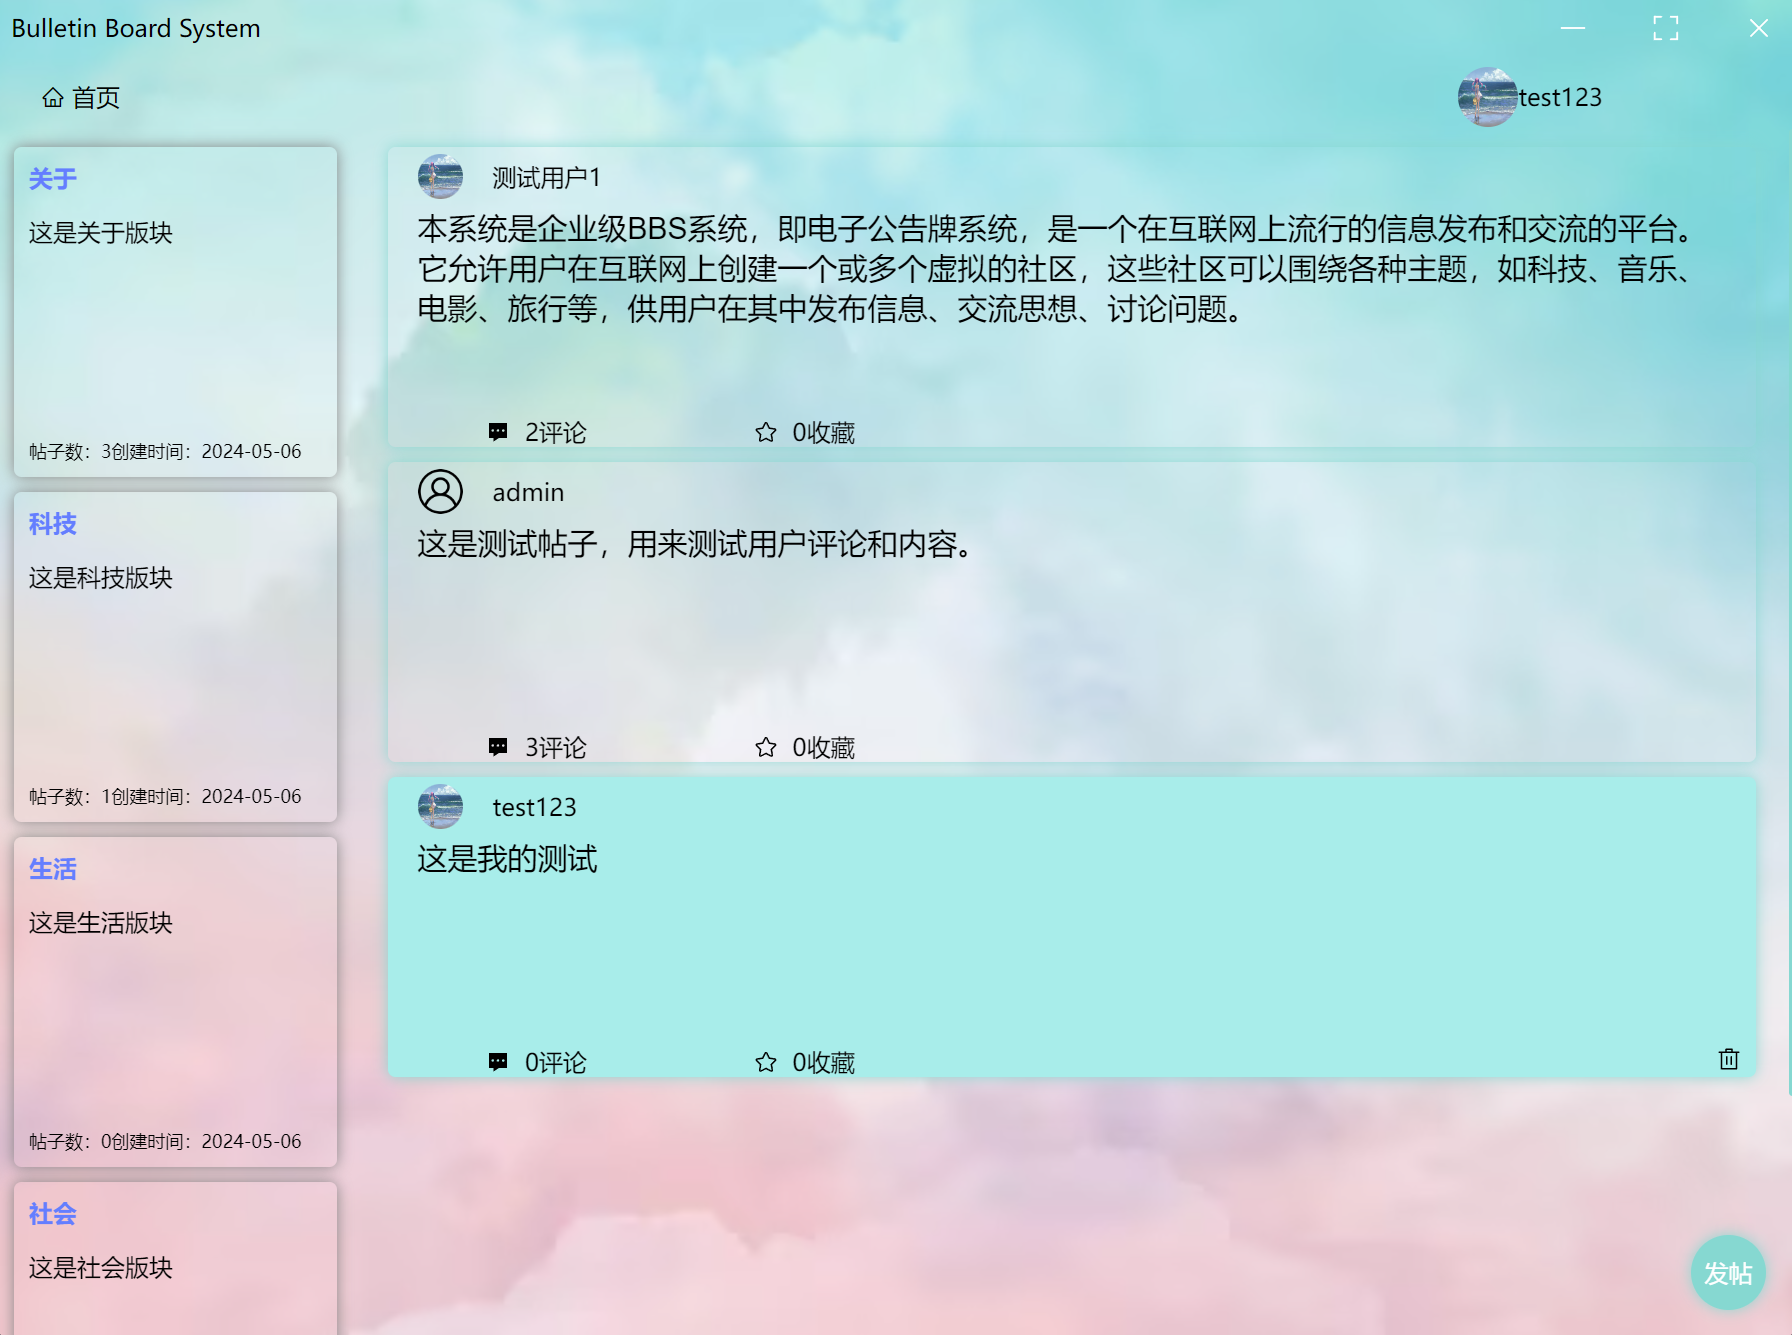 Bulletin Board System
首页
test123
关于
这是关于版块
帖子数：3创建时间：2024-05-06
科技
这是科技版块
帖子数：1创建时间：2024-05-06
生活
这是生活版块
帖子数：0创建时间：2024-05-06
社会
这是社会版块
测试用户1
本系统是企业级BBS系统，即电子公告牌系统，是一个在互联网上流行的信息发布和交流的平台。
它允许用户在互联网上创建一个或多个虚拟的社区，这些社区可以围绕各种主题，如科技、音乐、
电影、旅行等，供用户在其中发布信息、交流思想、讨论问题。
2评论 0收藏
admin
这是测试帖子，用来测试用户评论和内容。
3评论 0收藏
test123
这是我的测试
0评论 0收藏
发帖